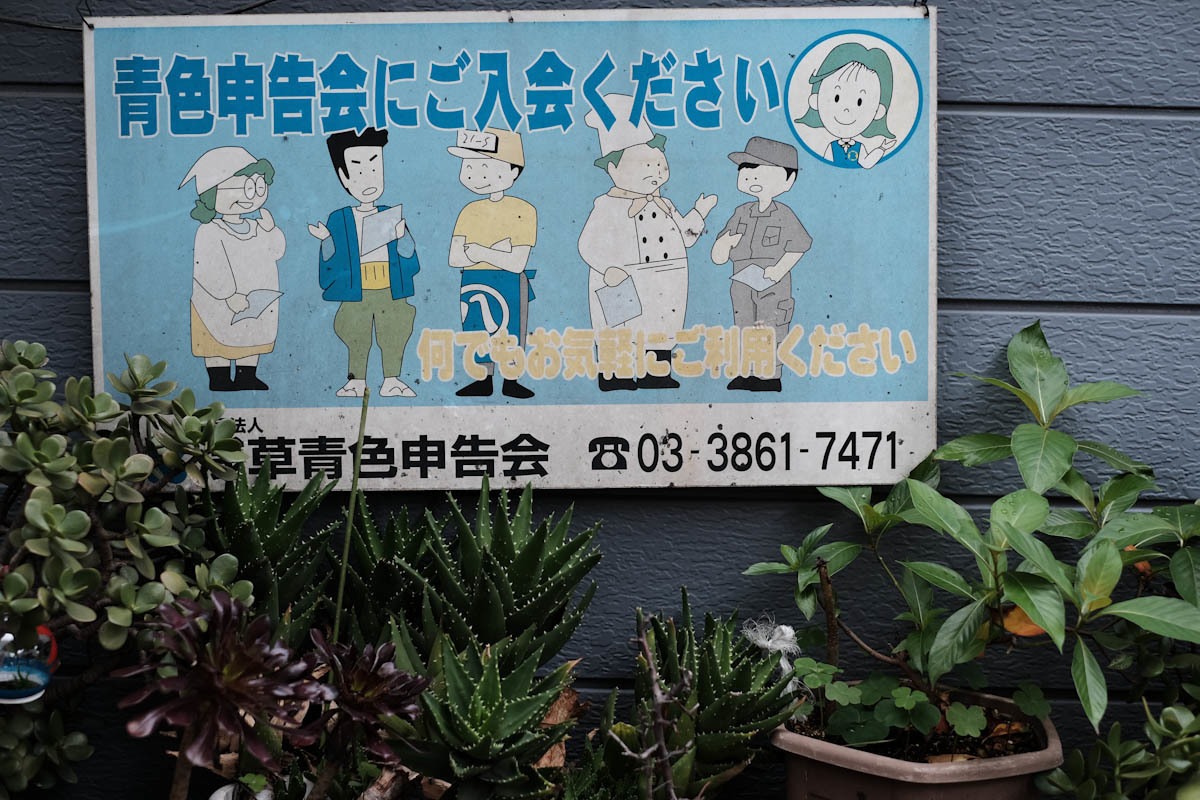 青色申告会にご入会ください
21-5
何でもお気軽にご利用ください
法人
草青色申告会 ☎03-3861-7471